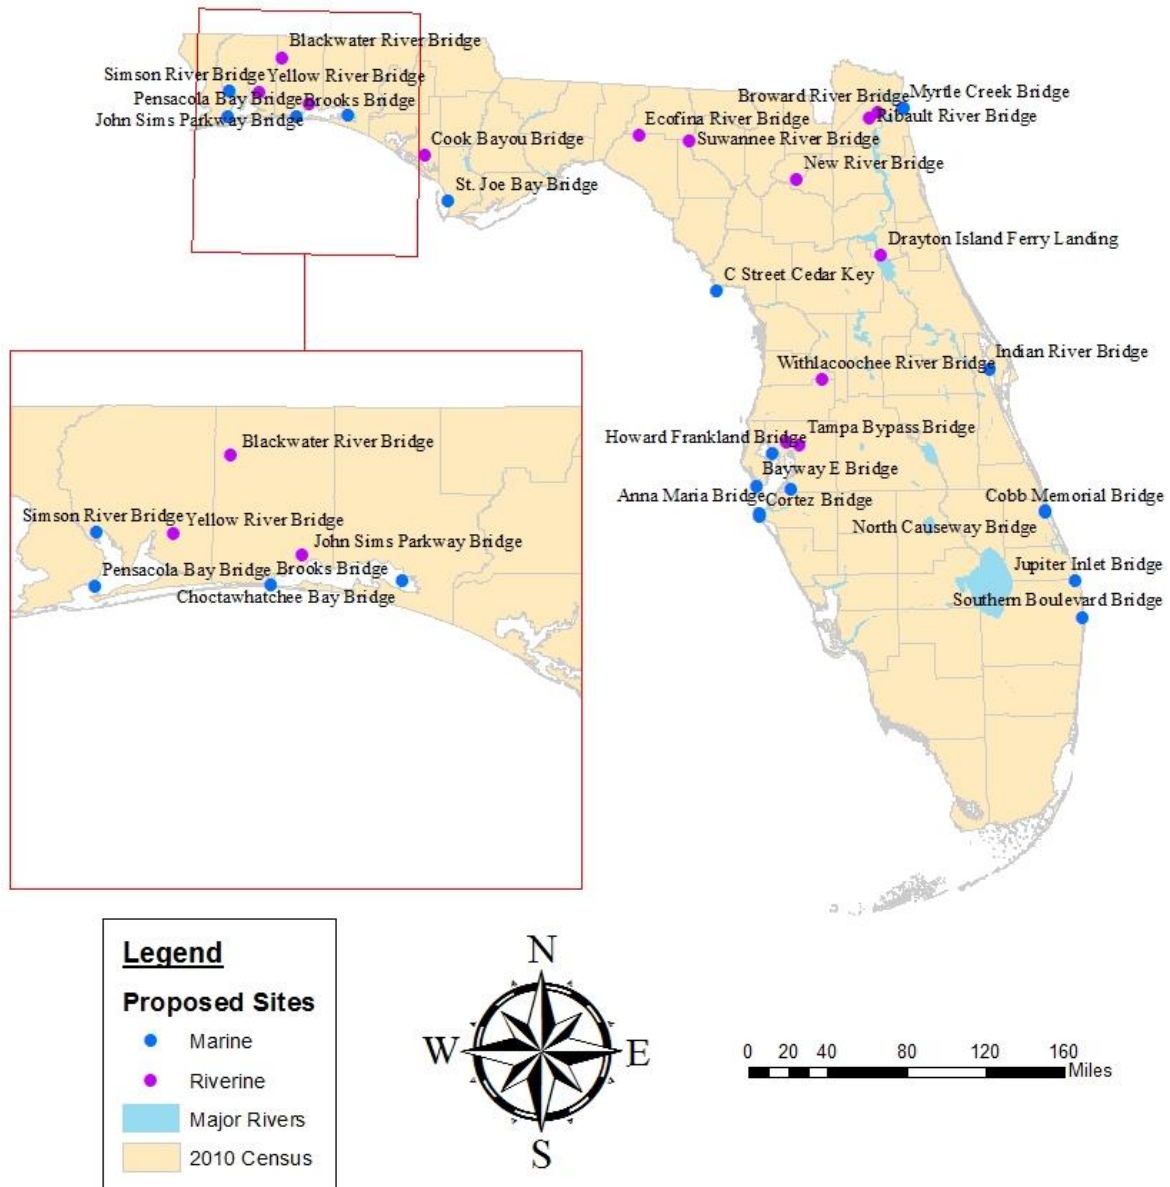 Blackwater River Bridge
Simson River Bridge
Yellow River Bridge
Pensacola Bay Bridge
Brooks Bridge
John Sims Parkway Bridge
Cook Bayou Bridge
St. Joe Bay Bridge
Ecofina River Bridge
Suwannee River Bridge
Broward River Bridge
Myrtle Creek Bridge
Ribault River Bridge
New River Bridge
Drayton Island Ferry Landing
C Street Cedar Key
Indian River Bridge
Withlacoochee River Bridge
Howard Frankland Bridge
Tampa Bypass Bridge
Bayway E Bridge
Anna Maria Bridge
Cortez Bridge
Cobb Memorial Bridge
North Causeway Bridge
Jupiter Inlet Bridge
Southern Boulevard Bridge
Blackwater River Bridge
Simson River Bridge
Yellow River Bridge
John Sims Parkway Bridge
Pensacola Bay Bridge
Brooks Bridge
Choctawhatchee Bay Bridge
Legend
Proposed Sites
Marine
Riverine
Major Rivers
2010 Census
N
W E
S
0 20 40 80 120 160
Miles